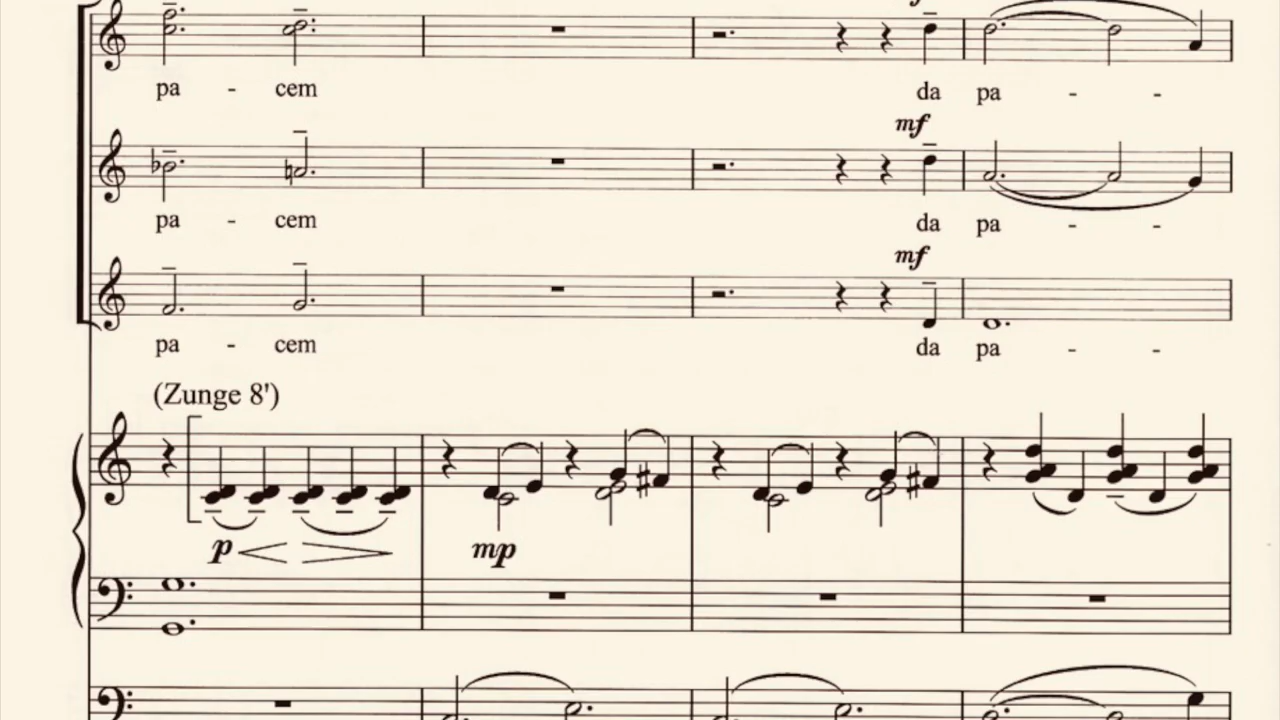 pa - cem da pa - -
mf
pa - cem da pa - -
mf
pa - cem da pa - -
(Zunge 8')
p mp